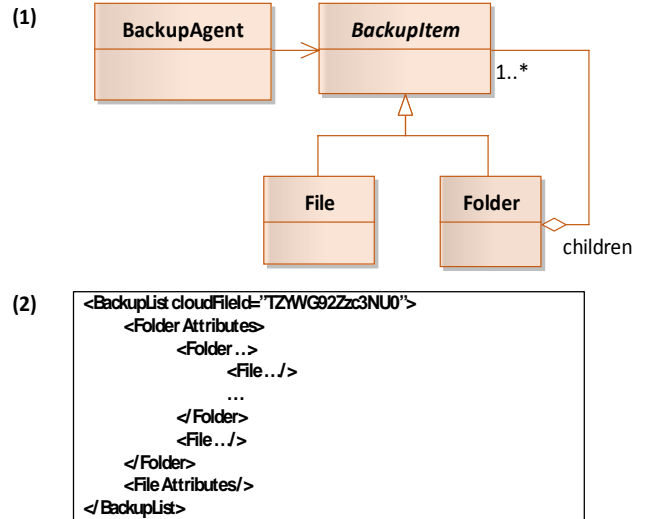 (1)
BackupAgent
BackupItem
1..*
File
Folder
children
(2)
<BackupList cloudFileId=”TZYWG92Zzc3NU0”>
<Folder Attributes>
<Folder ..>
<File .../>
...
</Folder>
<File .../>
</Folder>
<File Attributes/>
</BackupList>